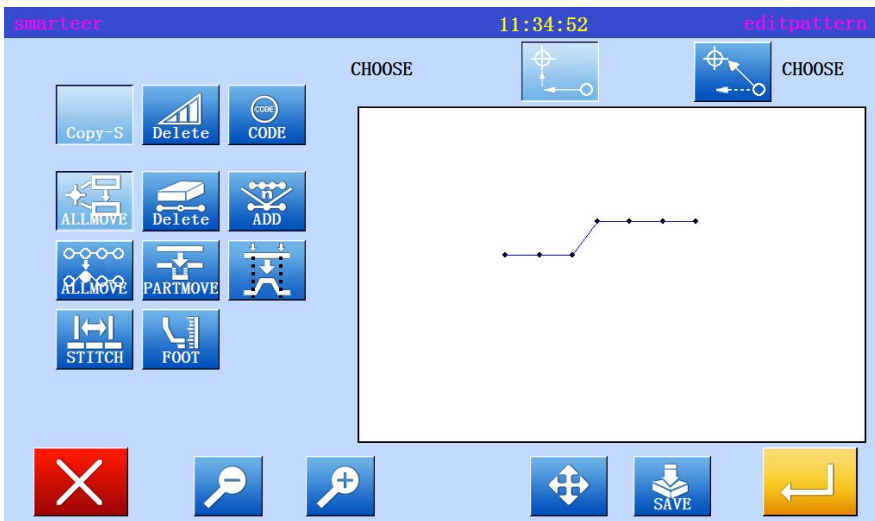 smarteer 11:34:52 editpattern
CHOOSE CHOOSE
Copy-S Delete CODE CODE
ALLMOVE Delete n ADD
ALLMOVE PARTMOVE
STITCH FOOT
SAVE